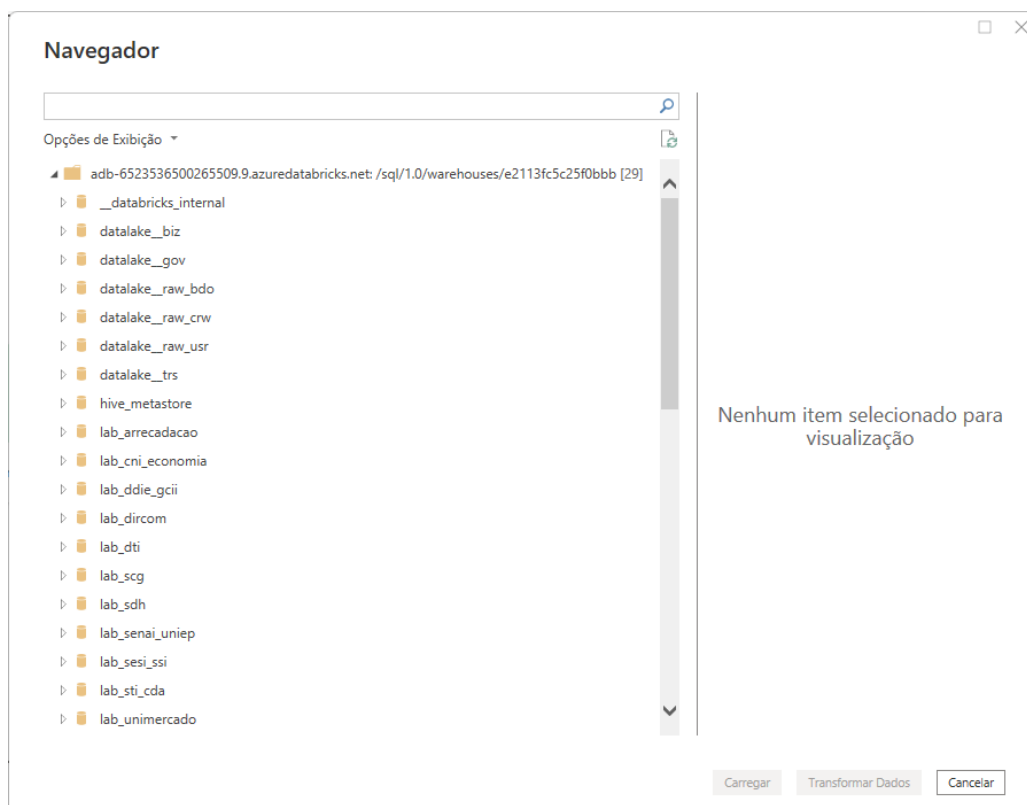 Navegador
Opções de Exibição
adb-6523536500265509.9.azuredatabricks.net: /sql/1.0/warehouses/e2113fc5c25f0bbb [29]
__databricks_internal
datalake__biz
datalake__gov
datalake__raw_bdo
datalake__raw_crw
datalake__raw_usr
datalake__trs
hive_metastore
lab_arrecadacao
lab_cni_economia
lab_ddie_gcii
lab_dircom
lab_dti
lab_scg
lab_sdh
lab_senai_uniep
lab_sesi_ssi
lab_sti_cda
lab_unimercado
Nenhum item selecionado para
visualização
Carregar
Transformar Dados
Cancelar